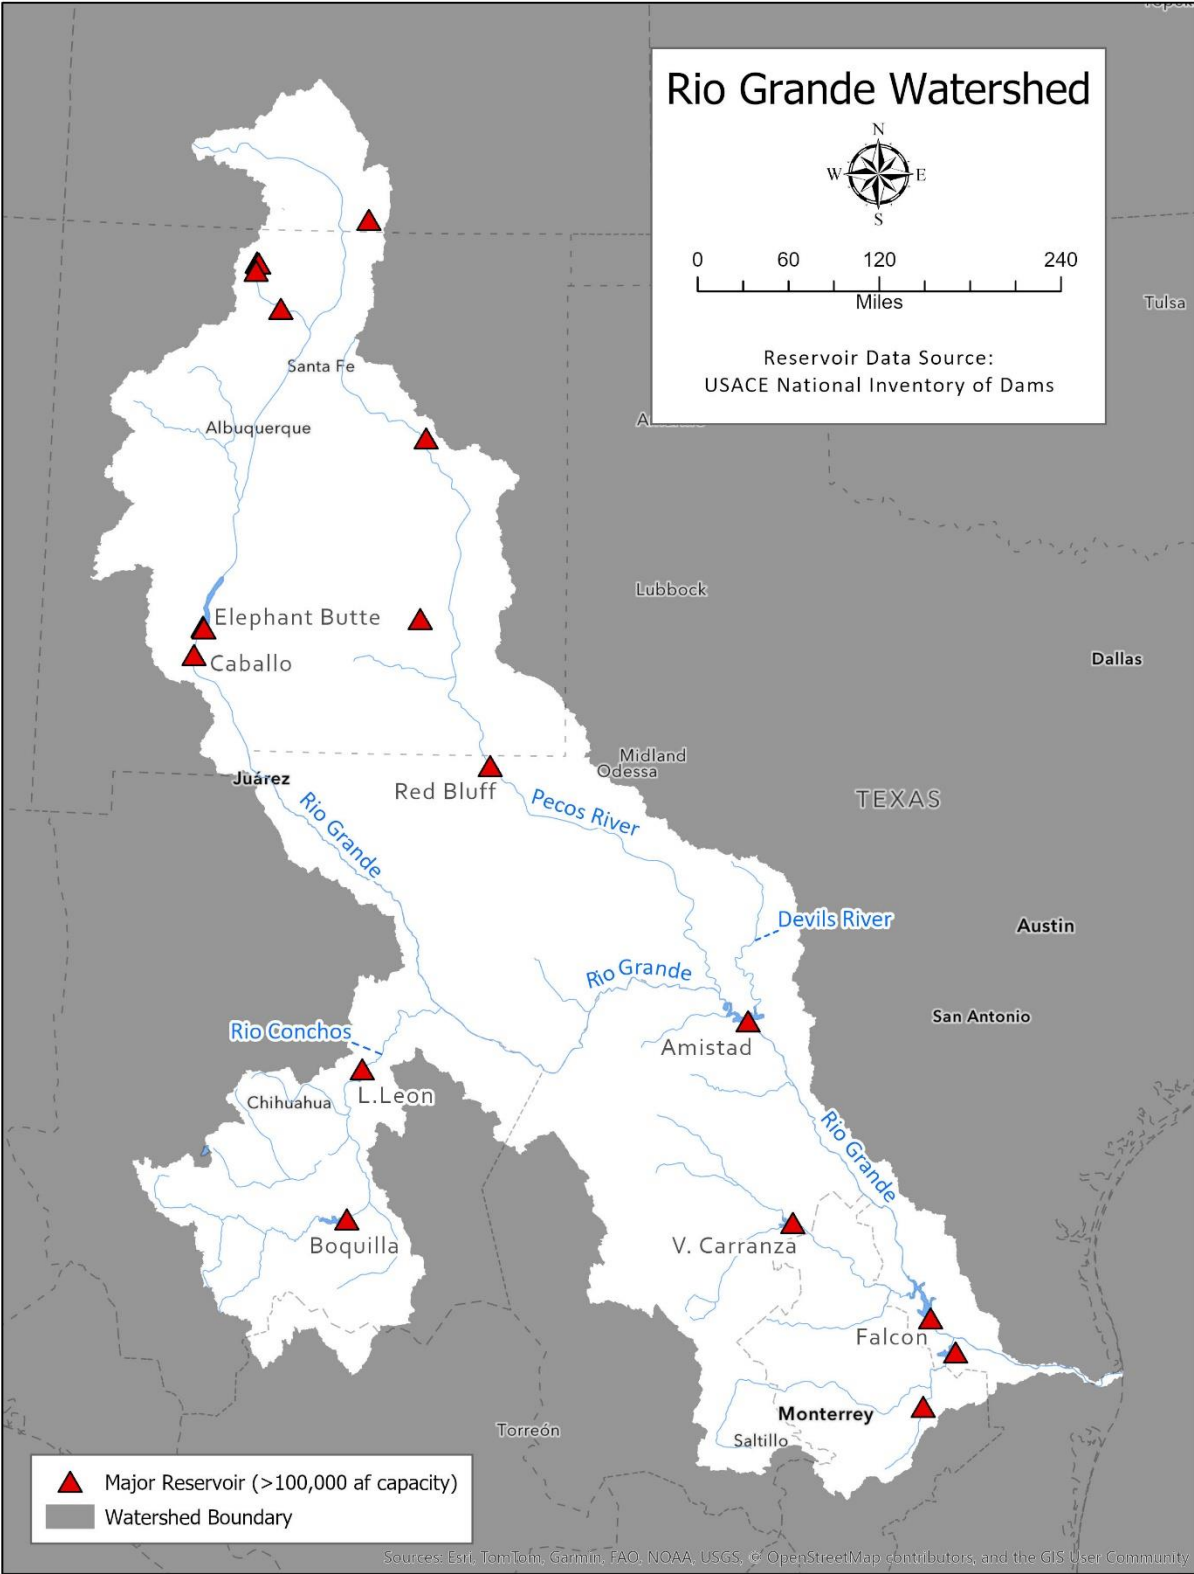 Rio Grande Watershed
N
W E
S
0 60 120 240
Miles
Reservoir Data Source:
USACE National Inventory of Dams
Tulsa
Santa Fe
Albuquerque
Lubbock
Elephant Butte
Caballo
Dallas
Midland
Odessa
Juárez
Red Bluff
TEXAS
Pecos River
Rio Grande
Devils River
Austin
Rio Grande
San Antonio
Rio Conchos
Amistad
L.Leon
Chihuahua
Rio Grande
Boquilla
V. Carranza
Falcon
Monterrey
Torreón
Saltillo
Major Reservoir (>100,000 af capacity)
Watershed Boundary
Sources: Esri, TomTom, Garmin, FAO, NOAA, USGS, © OpenStreetMap contributors, and the GIS User Community